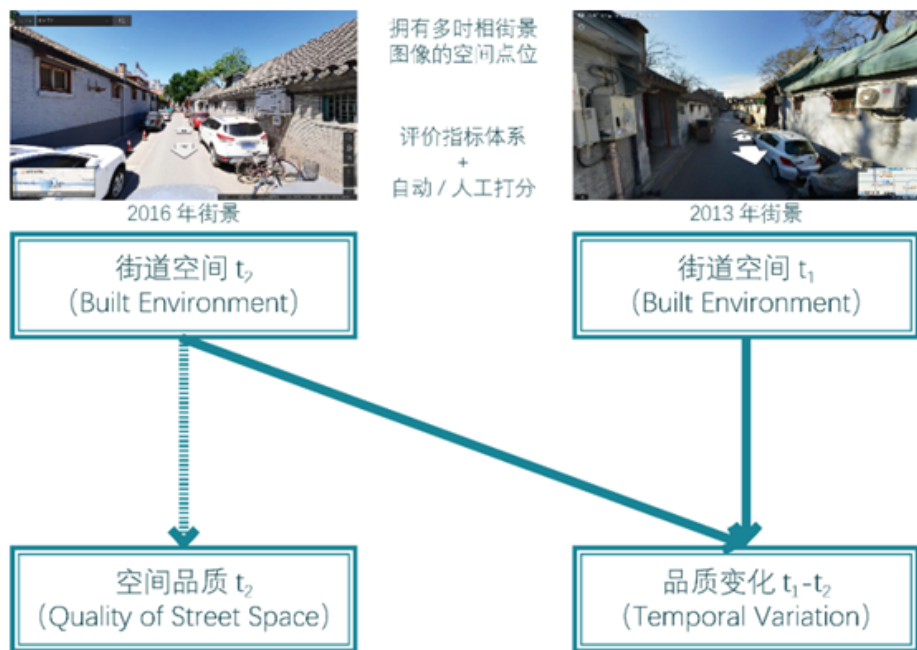 拥有多时相街景
图像的空间点位
评价指标体系
+
自动 / 人工打分
2016 年街景
2013 年街景
街道空间 t₂
（Built Environment）
街道空间 t₁
（Built Environment）
空间品质 t₂
（Quality of Street Space）
品质变化 t₁-t₂
（Temporal Variation）